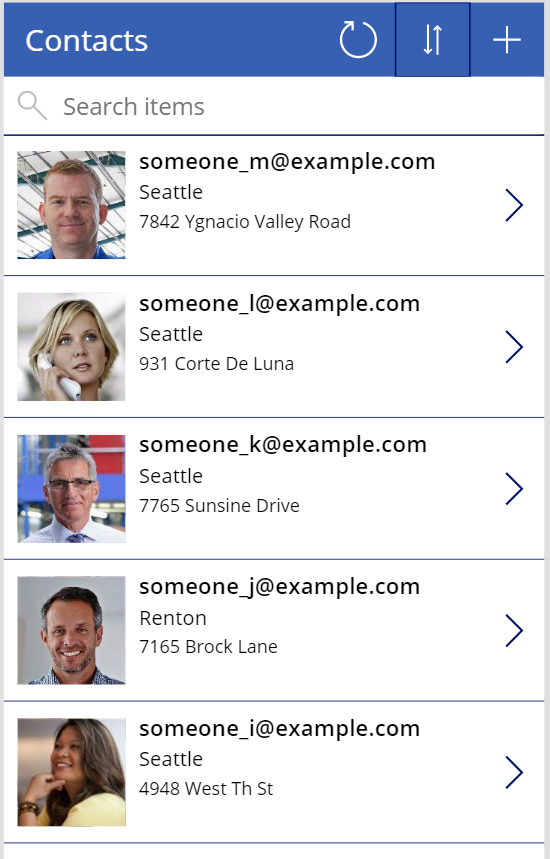 Contacts
Search items
someone_m@example.com
Seattle
7842 Ygnacio Valley Road
someone_l@example.com
Seattle
931 Corte De Luna
someone_k@example.com
Seattle
7765 Sunsine Drive
someone_j@example.com
Renton
7165 Brock Lane
someone_i@example.com
Seattle
4948 West Th St